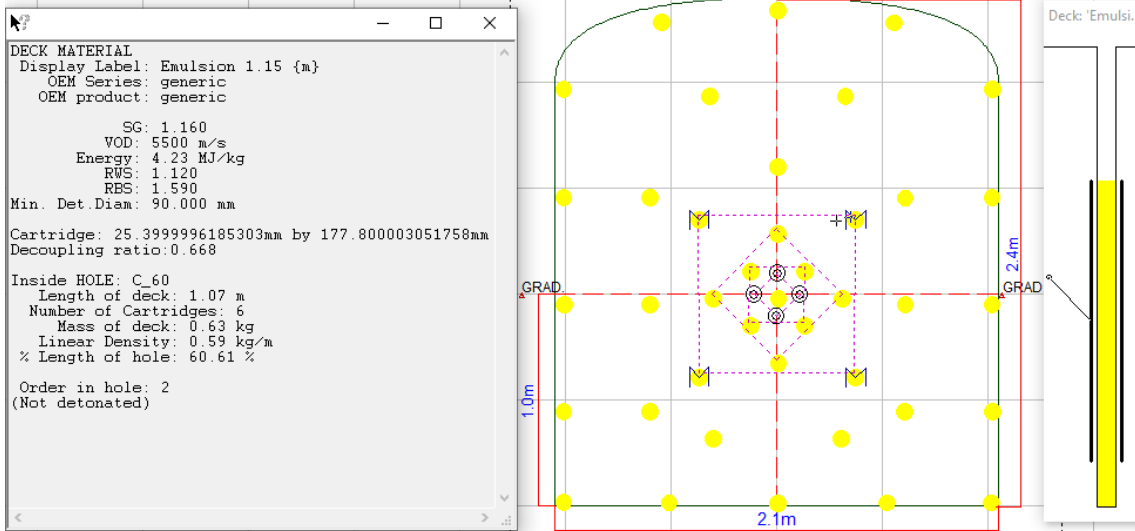 Deck: 'Emulsi.
DECK MATERIAL
Display Label: Emulsion 1.15 {m}
OEM Series: generic
OEM product: generic
SG: 1.160
VOD: 5500 m/s
Energy: 4.23 MJ/kg
RWS: 1.120
RBS: 1.590
Min. Det.Diam: 90.000 mm
Cartridge: 25.3999996185303mm by 177.800003051758mm
Decoupling ratio:0.668
Inside HOLE: C_60
Length of deck: 1.07 m
Number of Cartridges: 6
Mass of deck: 0.63 kg
Linear Density: 0.59 kg/m
% Length of hole: 60.61 %
Order in hole: 2
(Not detonated)
2.4m
GRAD.
GRAD
1.0m
2.1m